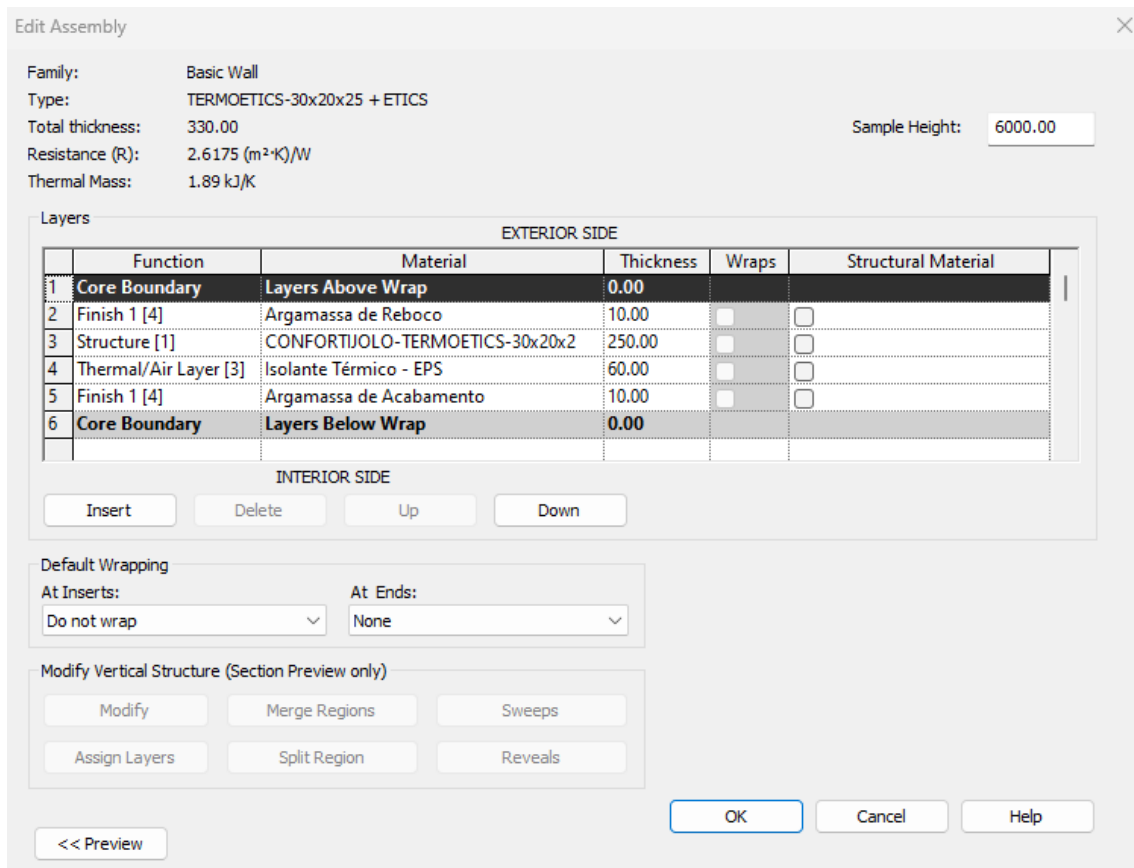 Edit Assembly
Family: Basic Wall
Type: TERMOETICS-30x20x25 + ETICS
Total thickness: 330.00 Sample Height: 6000.00
Resistance (R): 2.6175 (m²·K)/W
Thermal Mass: 1.89 kJ/K
Layers
EXTERIOR SIDE
Function Material Thickness Wraps Structural Material
1 Core Boundary Layers Above Wrap 0.00
2 Finish 1 [4] Argamassa de Reboco 10.00
3 Structure [1] CONFORTIJOLO-TERMOETICS-30x20x2 250.00
4 Thermal/Air Layer [3] Isolante Térmico - EPS 60.00
5 Finish 1 [4] Argamassa de Acabamento 10.00
6 Core Boundary Layers Below Wrap 0.00
INTERIOR SIDE
Insert Delete Up Down
Default Wrapping
At Inserts: At Ends:
Do not wrap None
Modify Vertical Structure (Section Preview only)
Modify Merge Regions Sweeps
Assign Layers Split Region Reveals
OK Cancel Help
<< Preview